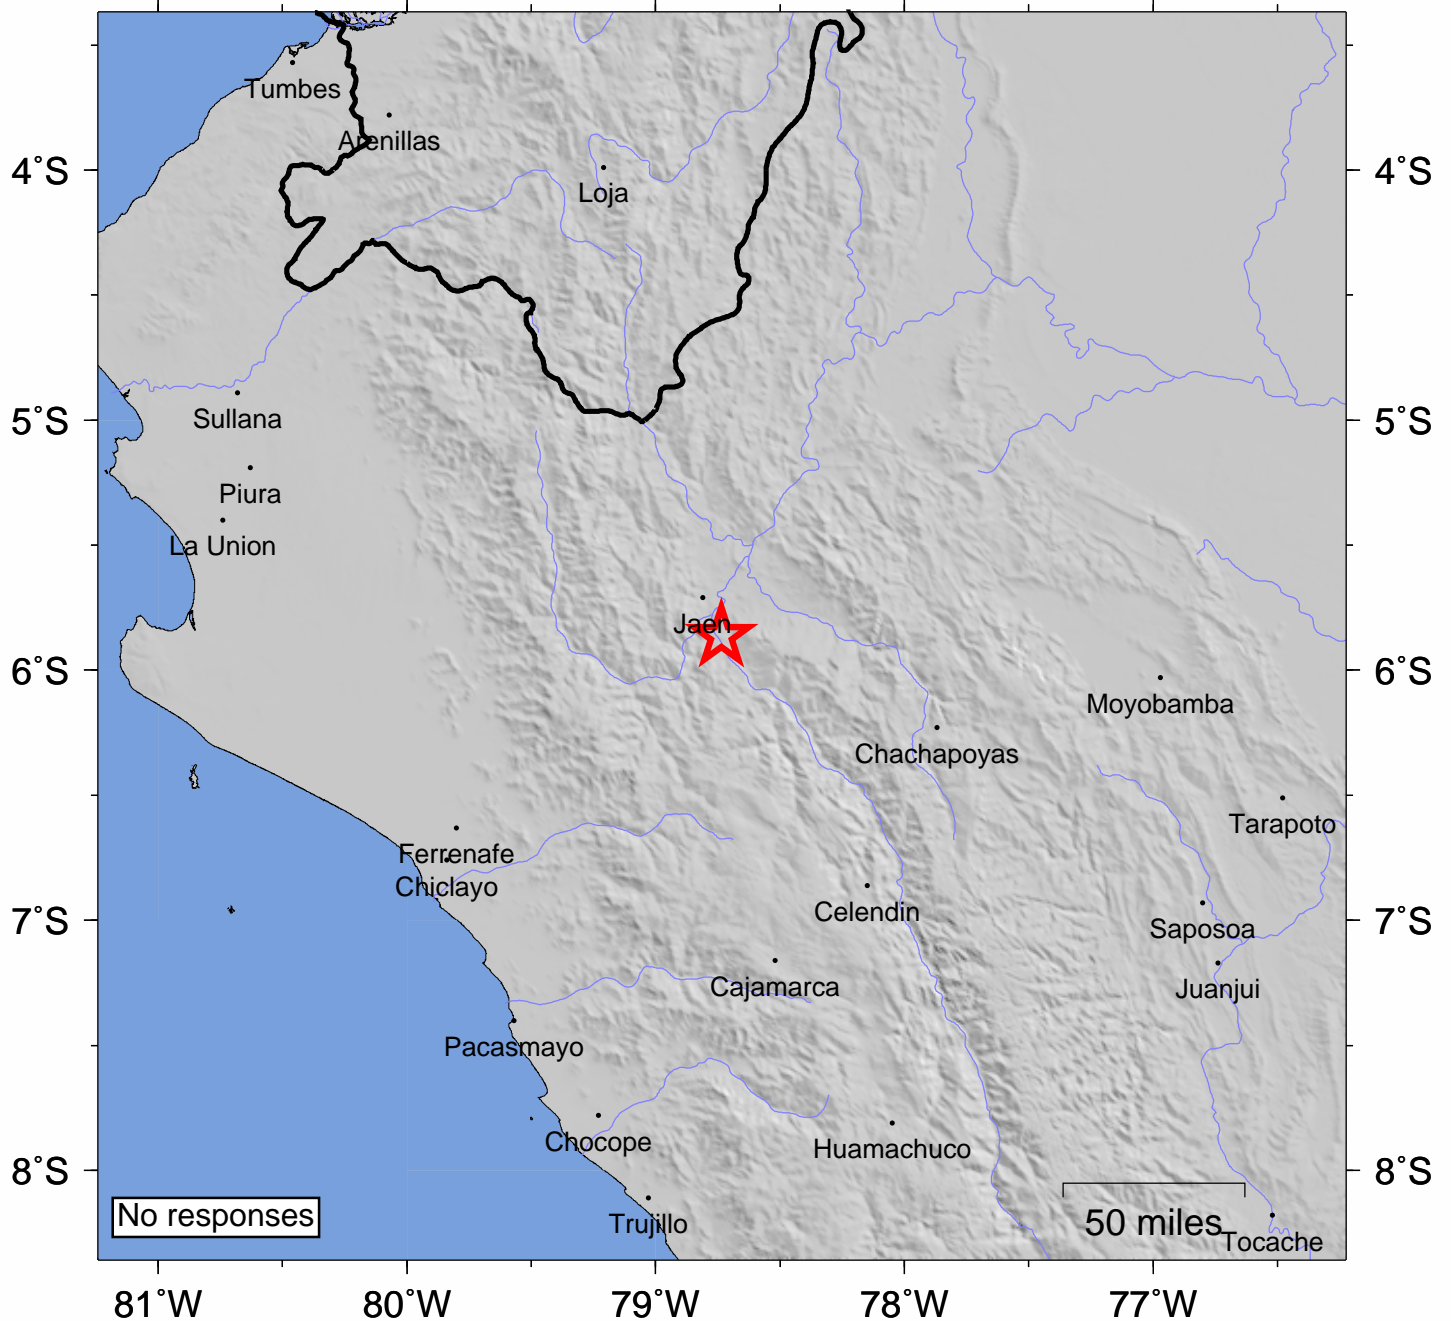 Tumbes
Arenillas
4°S
4°S
Loja
5°S
5°S
Sullana
Piura
La Union
Jaen
6°S
6°S
Moyobamba
Chachapoyas
Tarapoto
Ferrenafe
Chiclayo
Celendin
7°S
7°S
Saposoa
Cajamarca
Juanjui
Pacasmayo
Chocope
Huamachuco
8°S
8°S
No responses
Trujillo
50 miles
Tocache
81°W
80°W
79°W
78°W
77°W